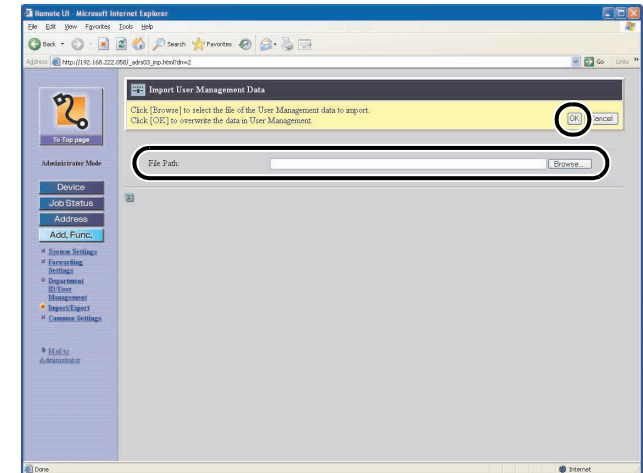 Remote UI - Microsoft Internet Explorer
File Edit View Favorites Tools Help
Back Search Favorites
Address http://192.168.222.050/_adrs03_inp.html?dn=2 Go Links »
Import User Management Data
Click [Browse] to select the file of the User Management data to import.
Click [OK] to overwrite the data in User Management.
OK Cancel
To Top page
Administrator Mode
File Path: Browse...
Device
Job Status
Address
Add. Func.
System Settings
Forwarding
Settings
Department
ID/User
Management
Import/Export
Common Settings
Mail to
Administrator
Done Internet